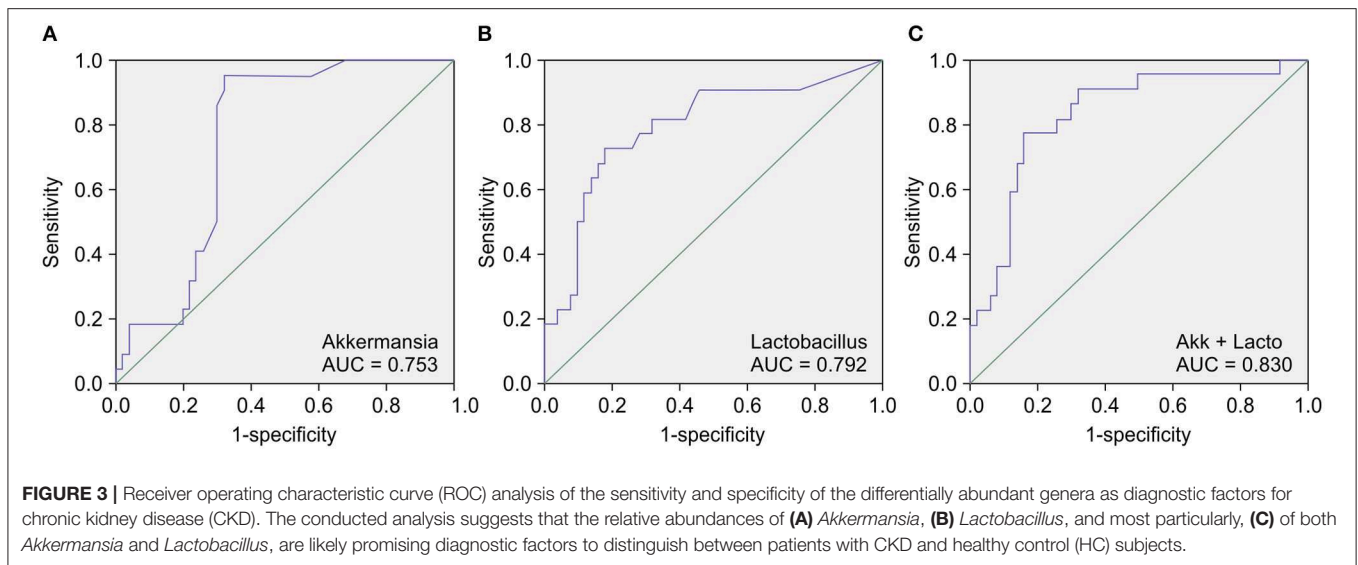 A
Sensitivity
1.0
0.8
0.6
0.4
0.2
0.0
0.0 0.2 0.4 0.6 0.8 1.0
1-specificity
Akkermansia
AUC = 0.753
B
Sensitivity
1.0
0.8
0.6
0.4
0.2
0.0
0.0 0.2 0.4 0.6 0.8 1.0
1-specificity
Lactobacillus
AUC = 0.792
C
Sensitivity
1.0
0.8
0.6
0.4
0.2
0.0
0.0 0.2 0.4 0.6 0.8 1.0
1-specificity
Akk + Lacto
AUC = 0.830
FIGURE 3 | Receiver operating characteristic curve (ROC) analysis of the sensitivity and specificity of the differentially abundant genera as diagnostic factors for
chronic kidney disease (CKD). The conducted analysis suggests that the relative abundances of (A) Akkermansia, (B) Lactobacillus, and most particularly, (C) of both
Akkermansia and Lactobacillus, are likely promising diagnostic factors to distinguish between patients with CKD and healthy control (HC) subjects.